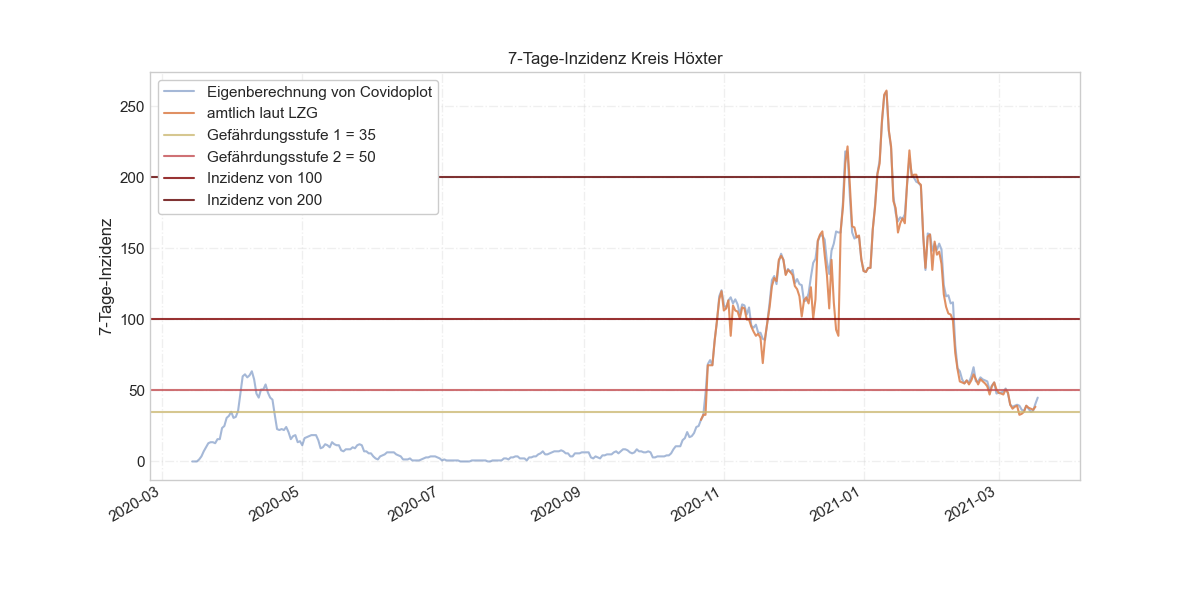 7-Tage-Inzidenz Kreis Höxter
Eigenberechnung von Covidoplot
amtlich laut LZG
Gefährdungsstufe 1 = 35
Gefährdungsstufe 2 = 50
Inzidenz von 100
Inzidenz von 200
7-Tage-Inzidenz
250
200
150
100
50
0
2020-03
2020-05
2020-07
2020-09
2020-11
2021-01
2021-03